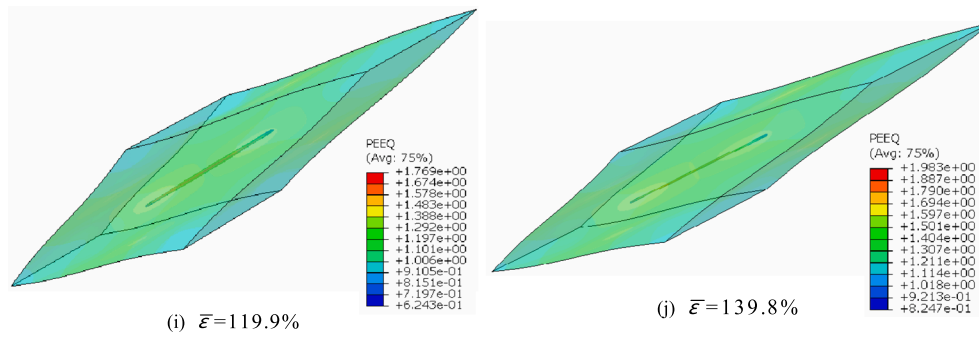 PEEQ
(Avg: 75%)
+1.769e+00
+1.674e+00
+1.578e+00
+1.483e+00
+1.388e+00
+1.292e+00
+1.197e+00
+1.101e+00
+1.006e+00
+9.105e-01
+8.151e-01
+7.197e-01
+6.243e-01
(i) ε̅=119.9%
PEEQ
(Avg: 75%)
+1.983e+00
+1.887e+00
+1.790e+00
+1.694e+00
+1.597e+00
+1.501e+00
+1.404e+00
+1.307e+00
+1.211e+00
+1.114e+00
+1.018e+00
+9.213e-01
+8.247e-01
(j) ε̅=139.8%